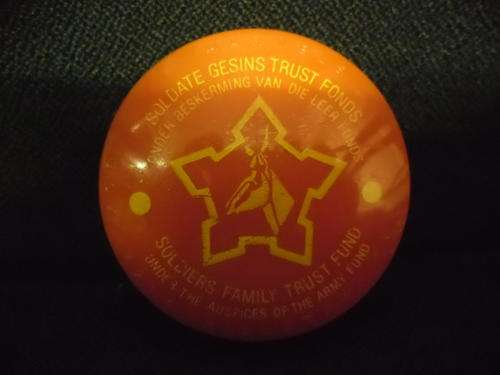 SOLDATE GESINS TRUST FONDS
ONDER BESKERMING VAN DIE LEER FONDS
SOLDIERS FAMILY TRUST FUND
UNDER THE AUSPICES OF THE ARMY FUND